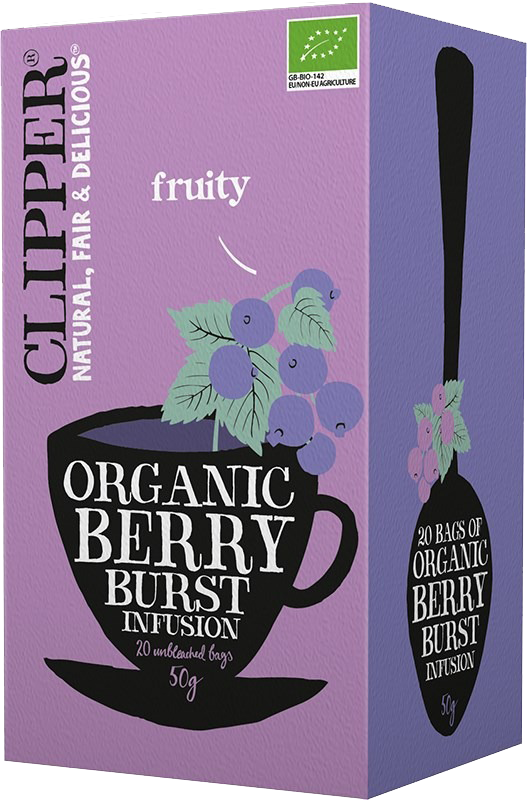 CLIPPER®
NATURAL, FAIR & DELICIOUS™
GB-BIO-142
EU/NON-EU AGRICULTURE
fruity
ORGANIC
BERRY
BURST
INFUSION
20 unbleached bags
50g
20 BAGS OF
ORGANIC
BERRY
BURST
INFUSION
50g